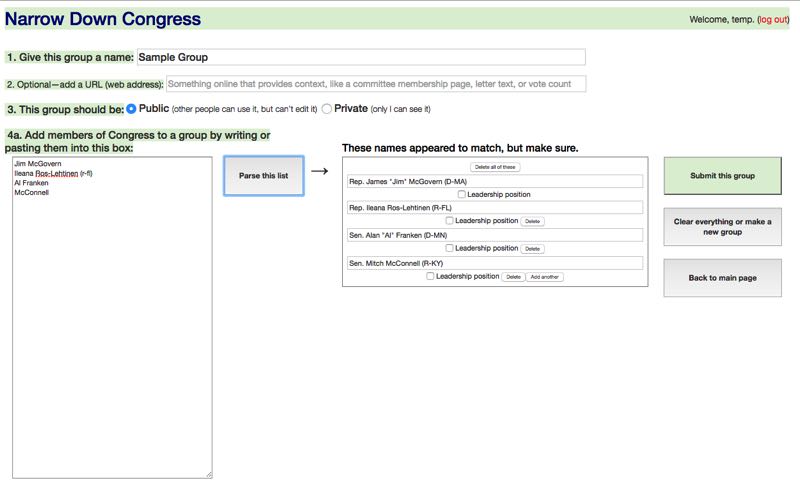 Narrow Down Congress
Welcome, temp. (log out)
1. Give this group a name: Sample Group
2. Optional—add a URL (web address): Something online that provides context, like a committee membership page, letter text, or vote count
3. This group should be: Public (other people can use it, but can't edit it) Private (only I can see it)
4a. Add members of Congress to a group by writing or
pasting them into this box:
Jim McGovern
Ileana Ros-Lehtinen (r-fl)
Al Franken
McConnell
Parse this list →
These names appeared to match, but make sure.
Delete all of these
Rep. James "Jim" McGovern (D-MA)
Leadership position
Rep. Ileana Ros-Lehtinen (R-FL)
Leadership position Delete
Sen. Alan "Al" Franken (D-MN)
Leadership position Delete
Sen. Mitch McConnell (R-KY)
Leadership position Delete Add another
Submit this group
Clear everything or make a
new group
Back to main page